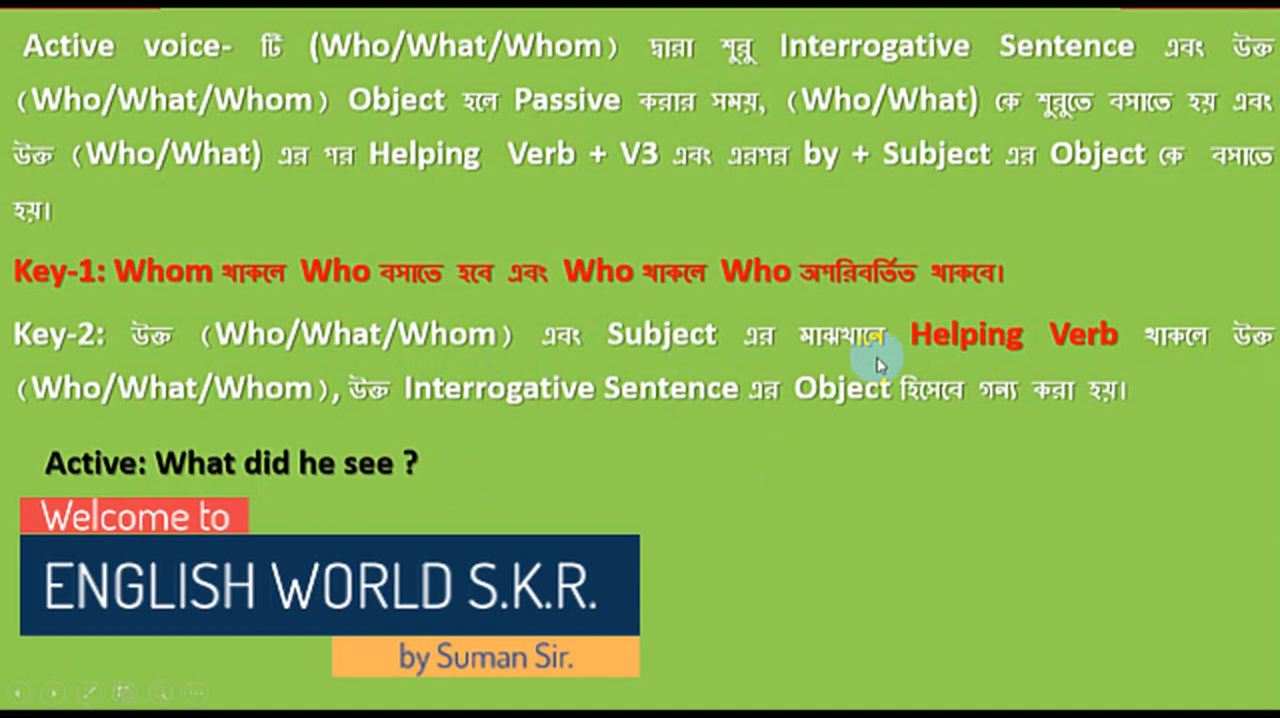 Active voice- টি (Who/What/Whom) দ্বারা শুরু Interrogative Sentence এবং উক্ত
(Who/What/Whom) Object হলে Passive করার সময়, (Who/What) কে শুরুতে বসাতে হয় এবং
উক্ত (Who/What) এর পর Helping Verb + V3 এবং এরপর by + Subject এর Object কে বসাতে
হয়।
Key-1: Whom থাকলে Who বসাতে হবে এবং Who থাকলে Who অপরিবর্তিত থাকবে।
Key-2: উক্ত (Who/What/Whom) এবং Subject এর মাঝখানে Helping Verb থাকলে উক্ত
(Who/What/Whom), উক্ত Interrogative Sentence এর Object হিসেবে গন্য করা হয়।
Active: What did he see ?
Welcome to
ENGLISH WORLD S.K.R.
by Suman Sir.